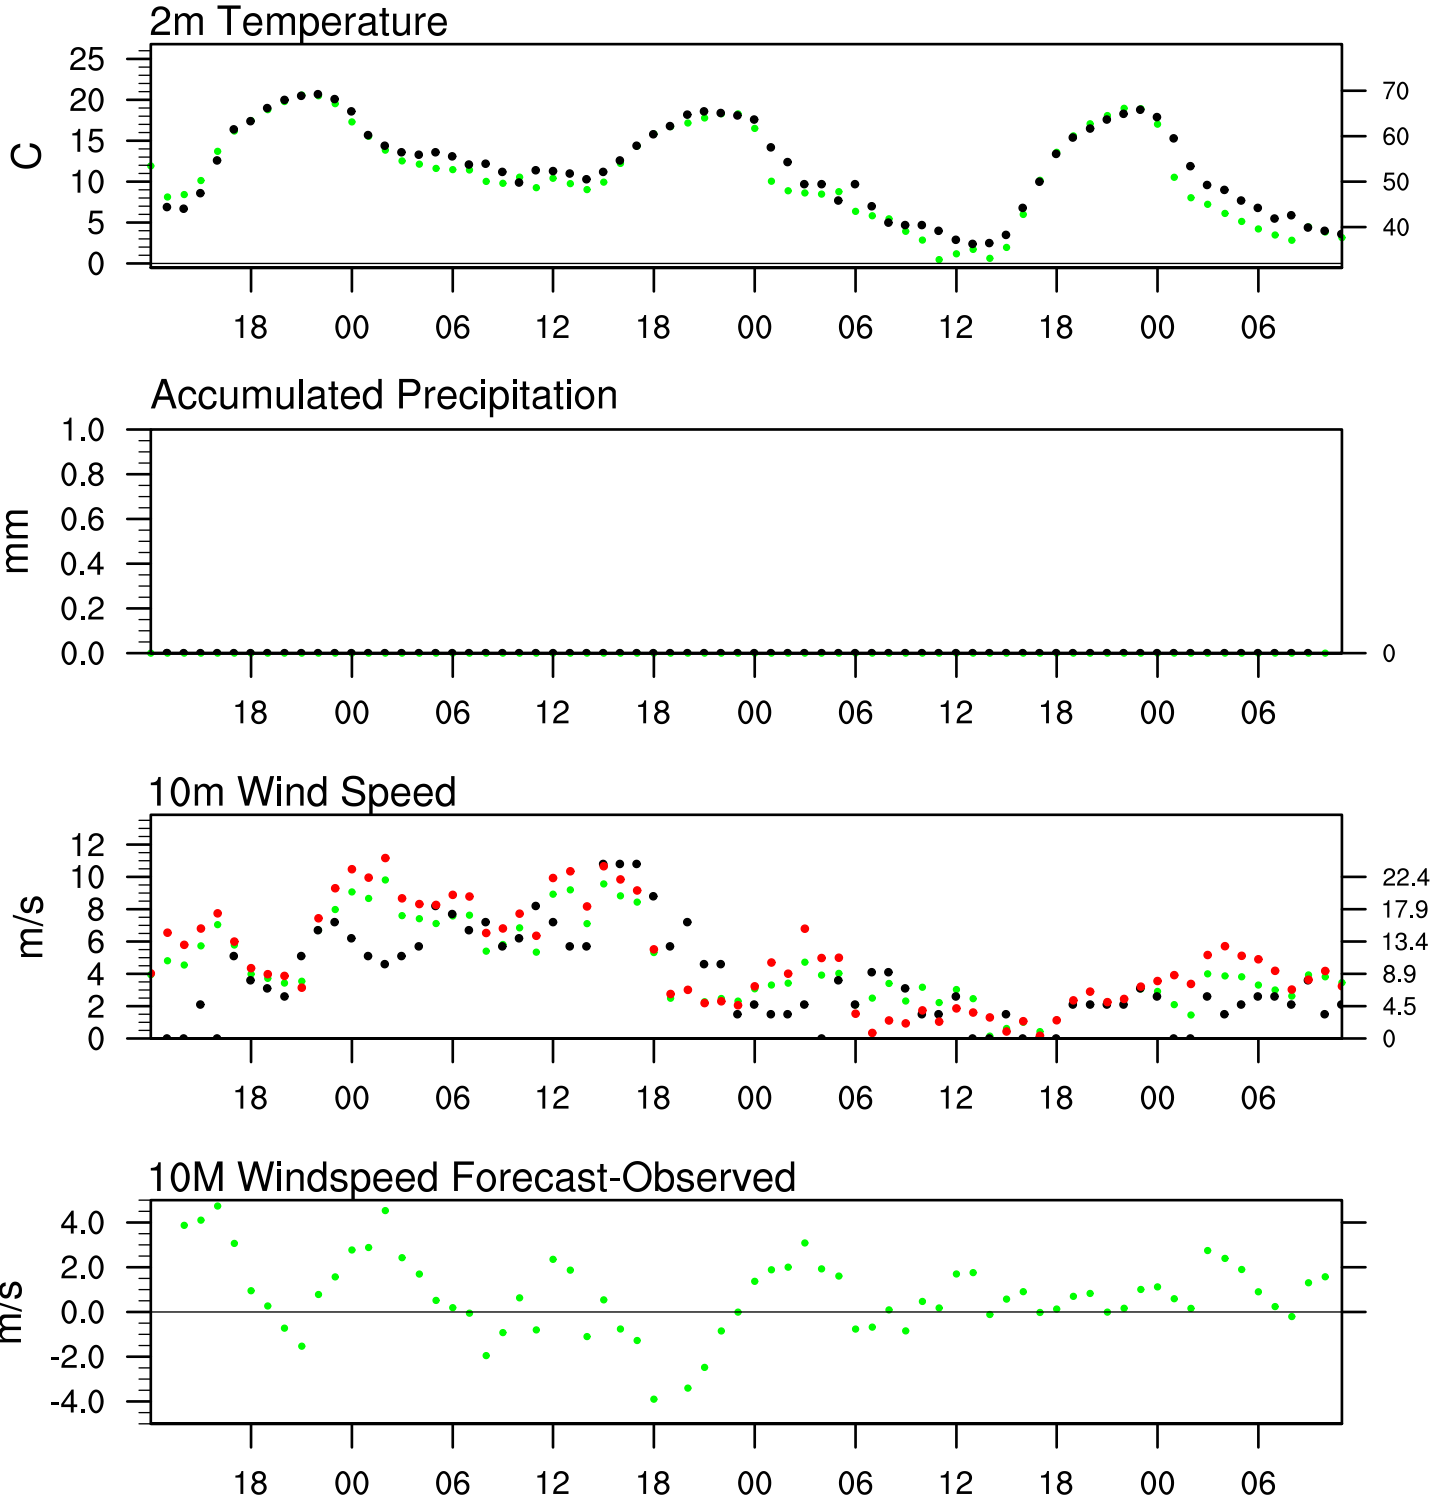 2m Temperature
25
20
15
10
5
0
C
70
60
50
40
18 00 06 12 18 00 06 12 18 00 06
Accumulated Precipitation
1.0
0.8
0.6
0.4
0.2
0.0
mm
0
18 00 06 12 18 00 06 12 18 00 06
10m Wind Speed
12
10
8
6
4
2
0
m/s
22.4
17.9
13.4
8.9
4.5
0
18 00 06 12 18 00 06 12 18 00 06
10M Windspeed Forecast-Observed
4.0
2.0
0.0
-2.0
-4.0
m/s
18 00 06 12 18 00 06 12 18 00 06